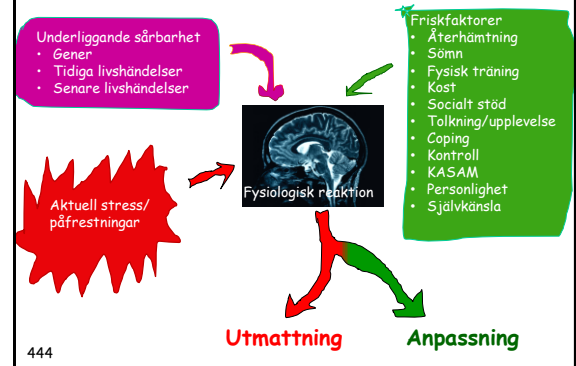 Underliggande sårbarhet
• Gener
• Tidiga livshändelser
• Senare livshändelser
Friskfaktorer
• Återhämtning
• Sömn
• Fysisk träning
• Kost
• Socialt stöd
• Tolkning/upplevelse
• Coping
• Kontroll
• KASAM
• Personlighet
• Självkänsla
Aktuell stress/
påfrestningar
Fysiologisk reaktion
Utmattning
Anpassning
444